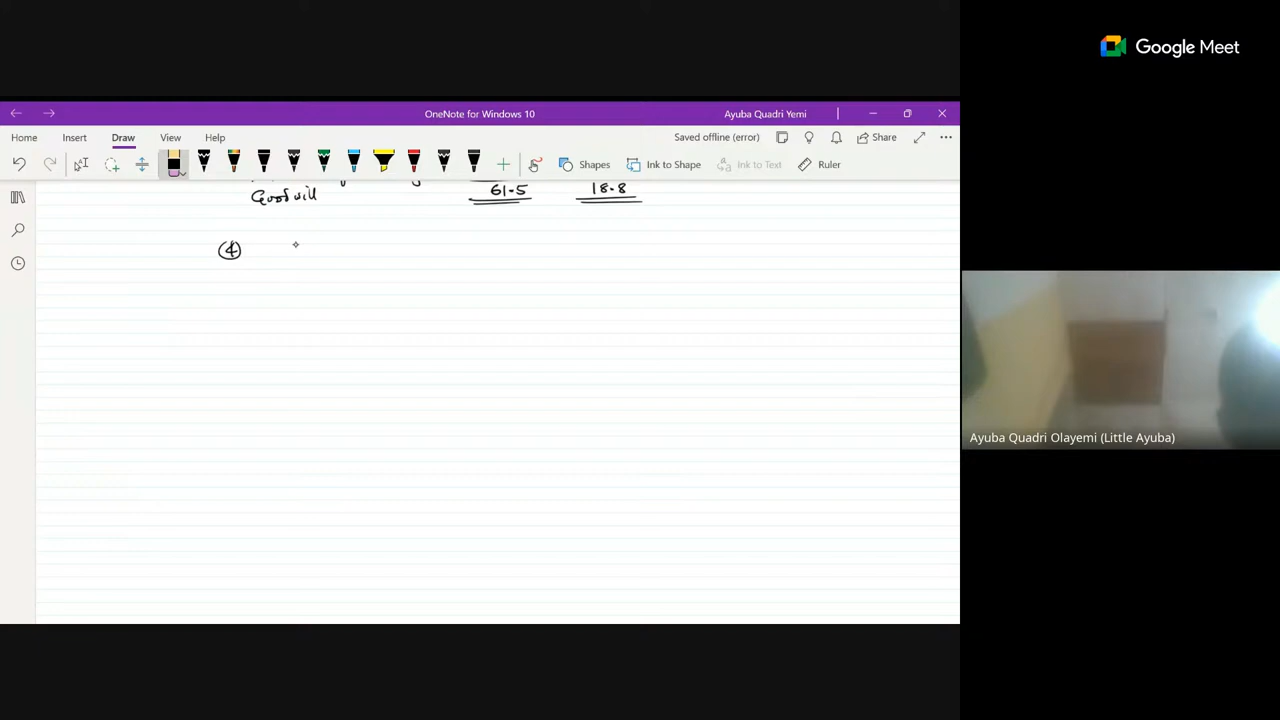 Google Meet
OneNote for Windows 10
Ayuba Quadri Yemi
Home
Insert
Draw
View
Help
Saved offline (error)
Share
Shapes
Ink to Shape
Ink to Text
Ruler
Goodwill 61.5 18.8
④
Ayuba Quadri Olayemi (Little Ayuba)